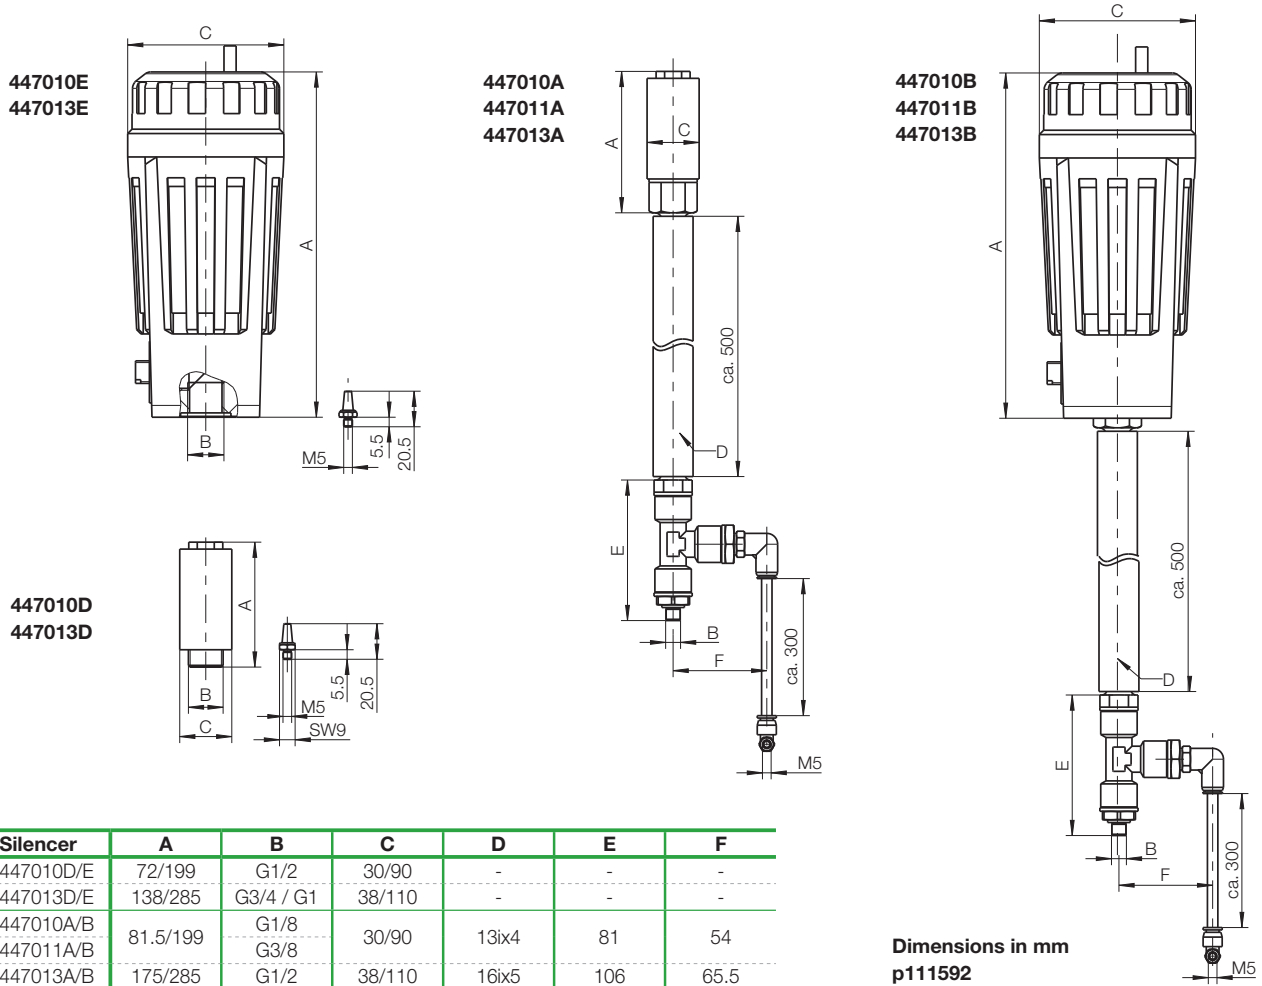 447010E
447013E
C
A
B
M5
5.5
20.5
447010A
447011A
447013A
A
C
ca. 500
D
E
B
F
ca. 300
M5
447010B
447011B
447013B
C
A
ca. 500
D
E
B
F
ca. 300
M5
447010D
447013D
A
B
C
M5
SW9
5.5
20.5
Silencer A B C D E F
447010D/E 72/199 G1/2 30/90 - - -
447013D/E 138/285 G3/4 / G1 38/110 - - -
447010A/B 81.5/199 G1/8 30/90 13ix4 81 54
447011A/B G3/8
447013A/B 175/285 G1/2 38/110 16ix5 106 65.5
Dimensions in mm
p111592